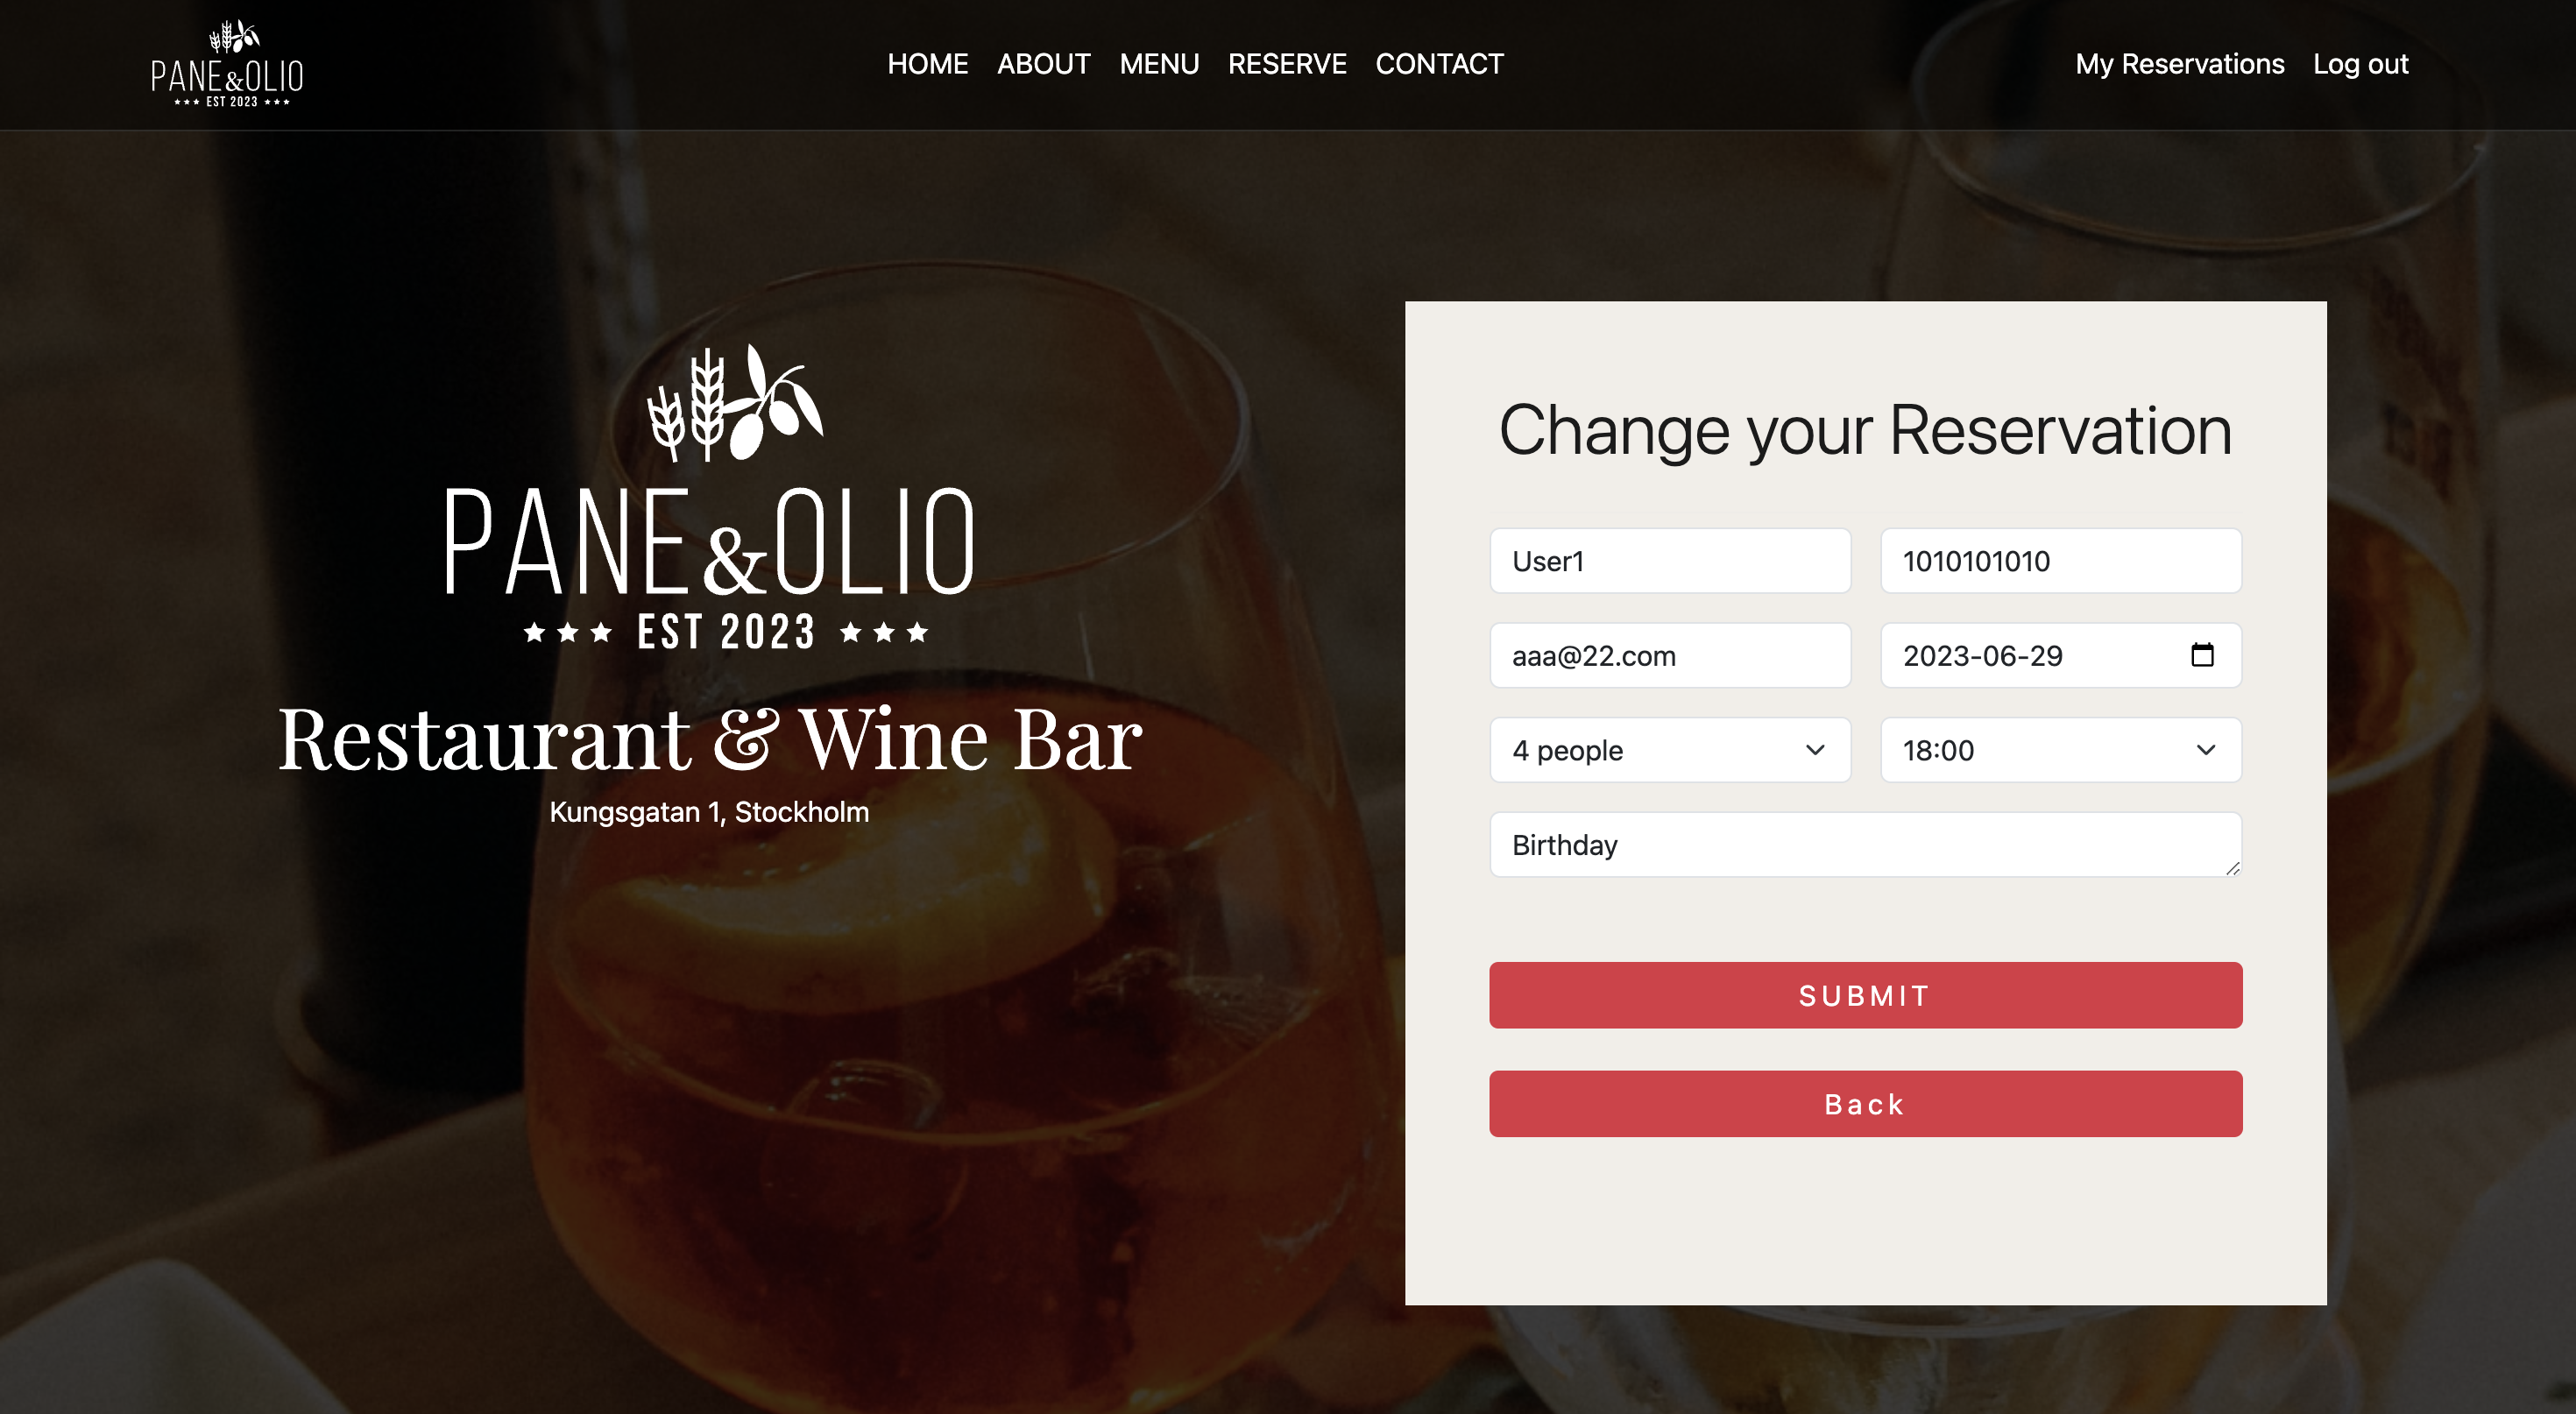 PANE&OLIO
★★★ EST 2023 ★★★
HOME ABOUT MENU RESERVE CONTACT
My Reservations Log out
PANE&OLIO
★★★ EST 2023 ★★★
Restaurant & Wine Bar
Kungsgatan 1, Stockholm
Change your Reservation
User1 1010101010
aaa@22.com 2023-06-29
4 people 18:00
Birthday
SUBMIT
Back